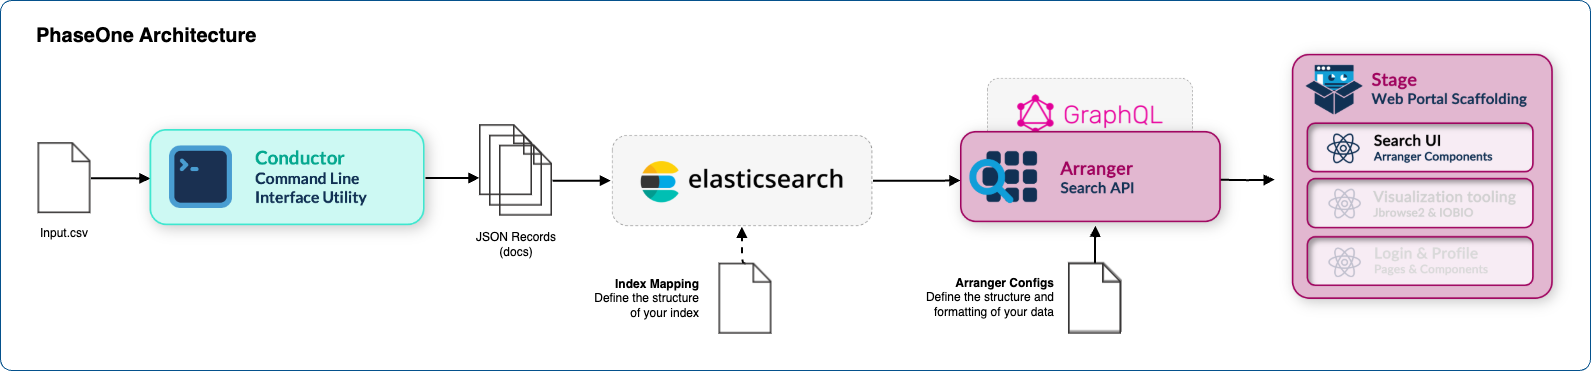 PhaseOne Architecture
Input.csv
Conductor
Command Line
Interface Utility
JSON Records
(docs)
elasticsearch
Index Mapping
Define the structure
of your index
GraphQL
Arranger
Search API
Arranger Configs
Define the structure and
formatting of your data
Stage
Web Portal Scaffolding
Search UI
Arranger Components
Visualization tooling
Jbrowse2 & IOBIO
Login & Profile
Pages & Components